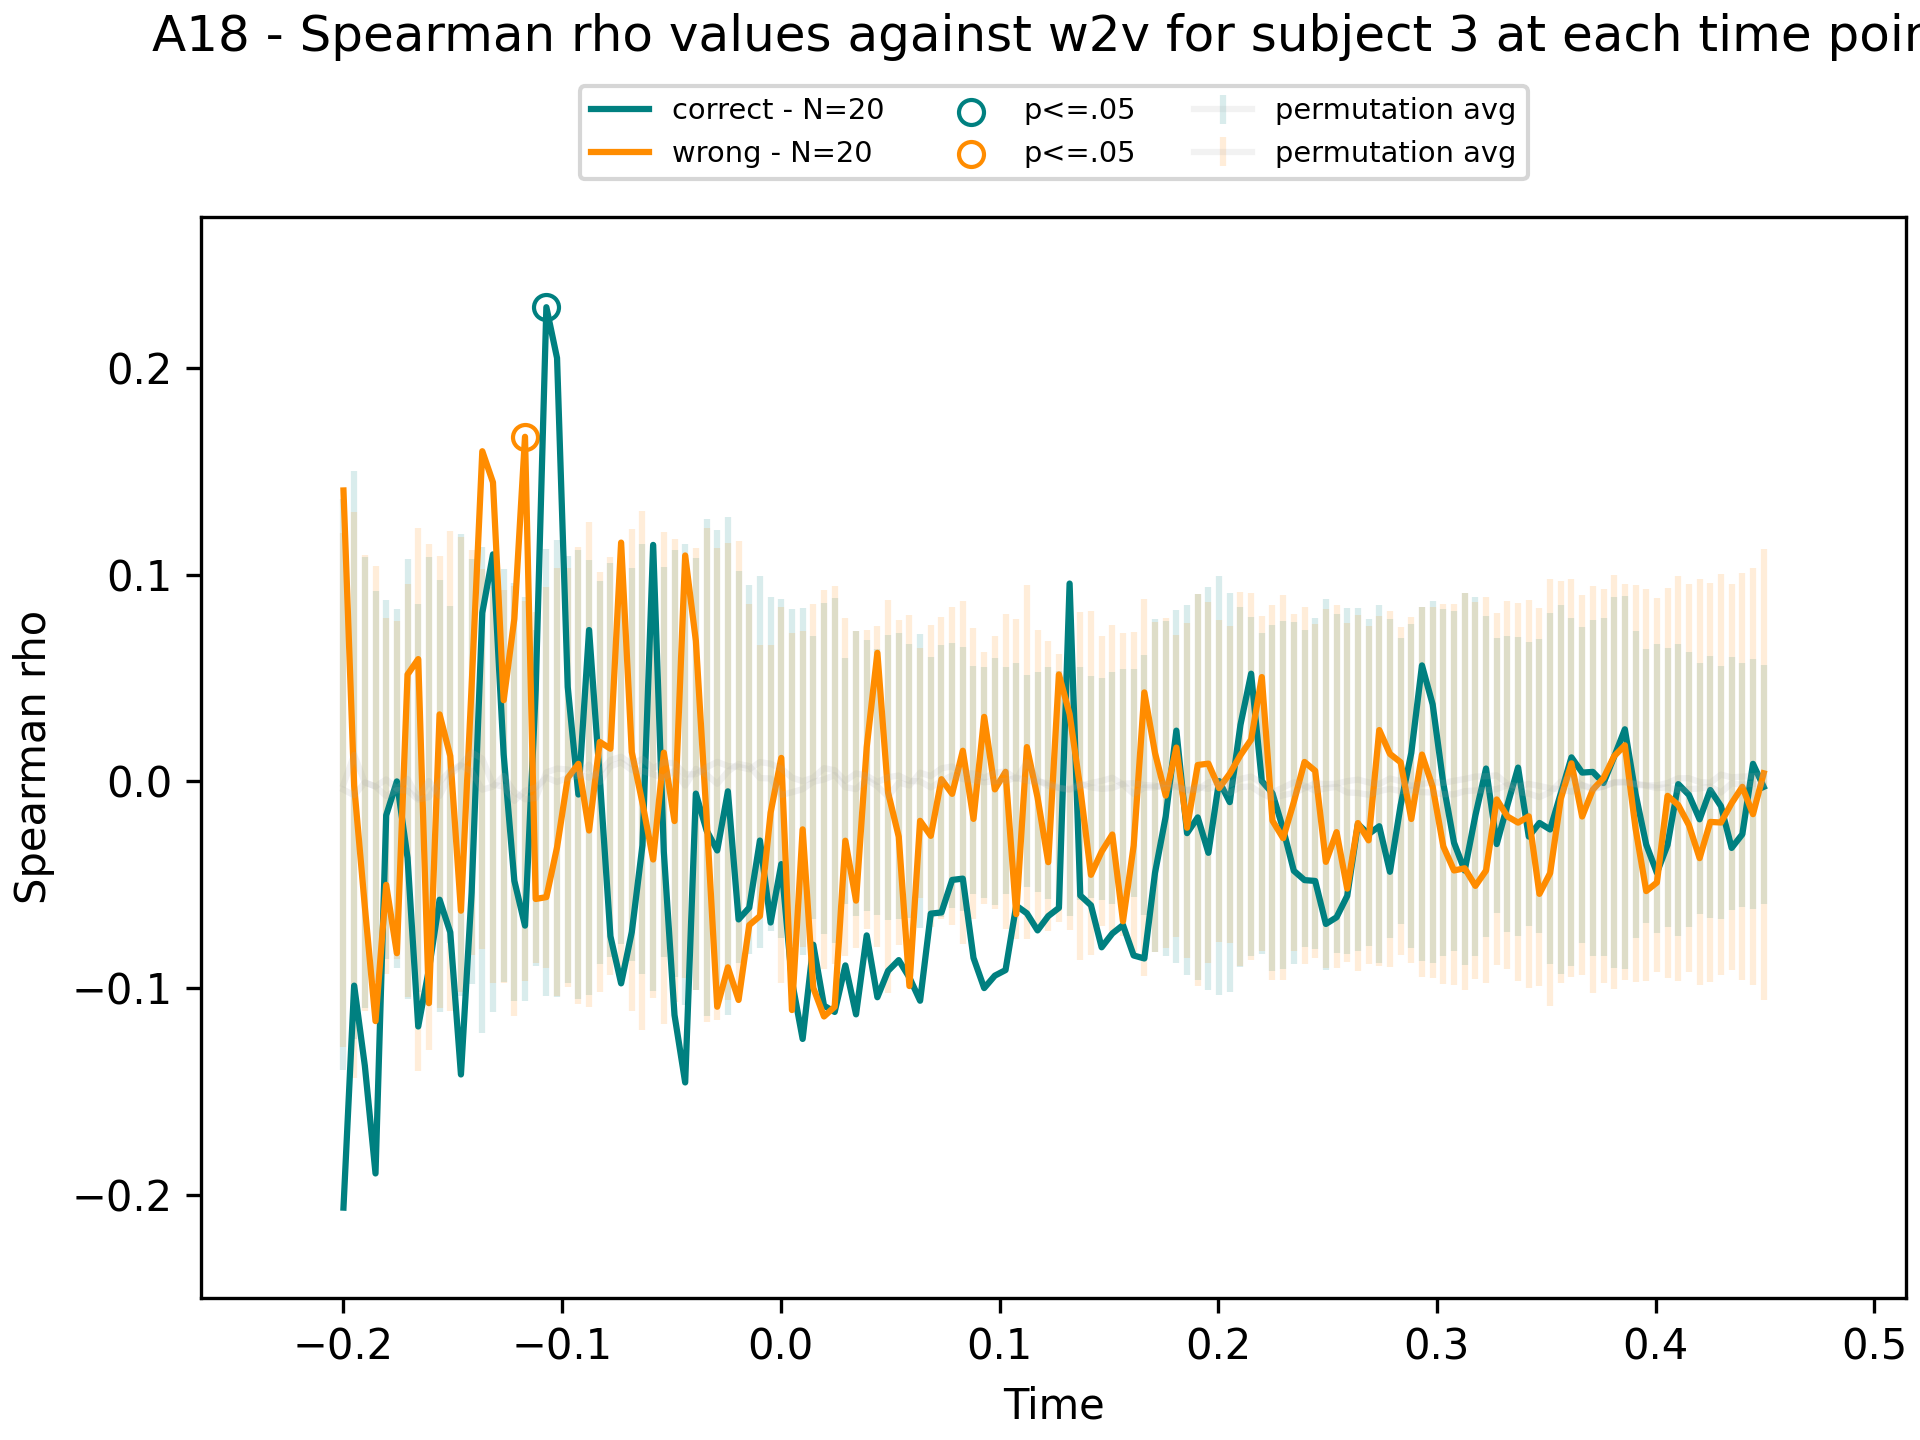 A18 - Spearman rho values against w2v for subject 3 at each time
correct - N=20 p<=.05 permutation avg
wrong - N=20 p<=.05 permutation avg
Spearman rho
0.2
0.1
0.0
−0.1
−0.2
−0.2 −0.1 0.0 0.1 0.2 0.3 0.4 0.5
Time